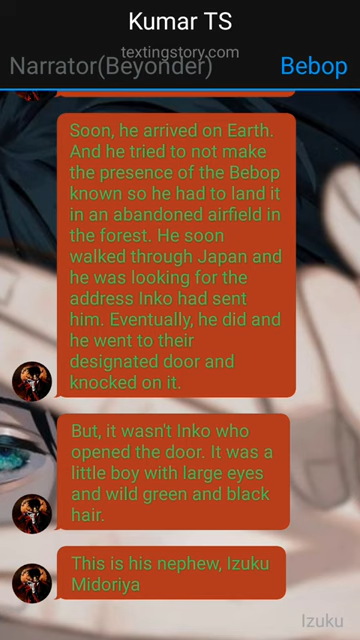 Kumar TS
textingstory.com
Narrator(Beyonder)
Bebop
Soon, he arrived on Earth.
And he tried to not make
the presence of the Bebop
known so he had to land it
in an abandoned airfield in
the forest. He soon
walked through Japan and
he was looking for the
address Inko had sent
him. Eventually, he did and
he went to their
designated door and
knocked on it.
But, it wasn't Inko who
opened the door. It was a
little boy with large eyes
and wild green and black
hair.
This is his nephew, Izuku
Midoriya
Izuku